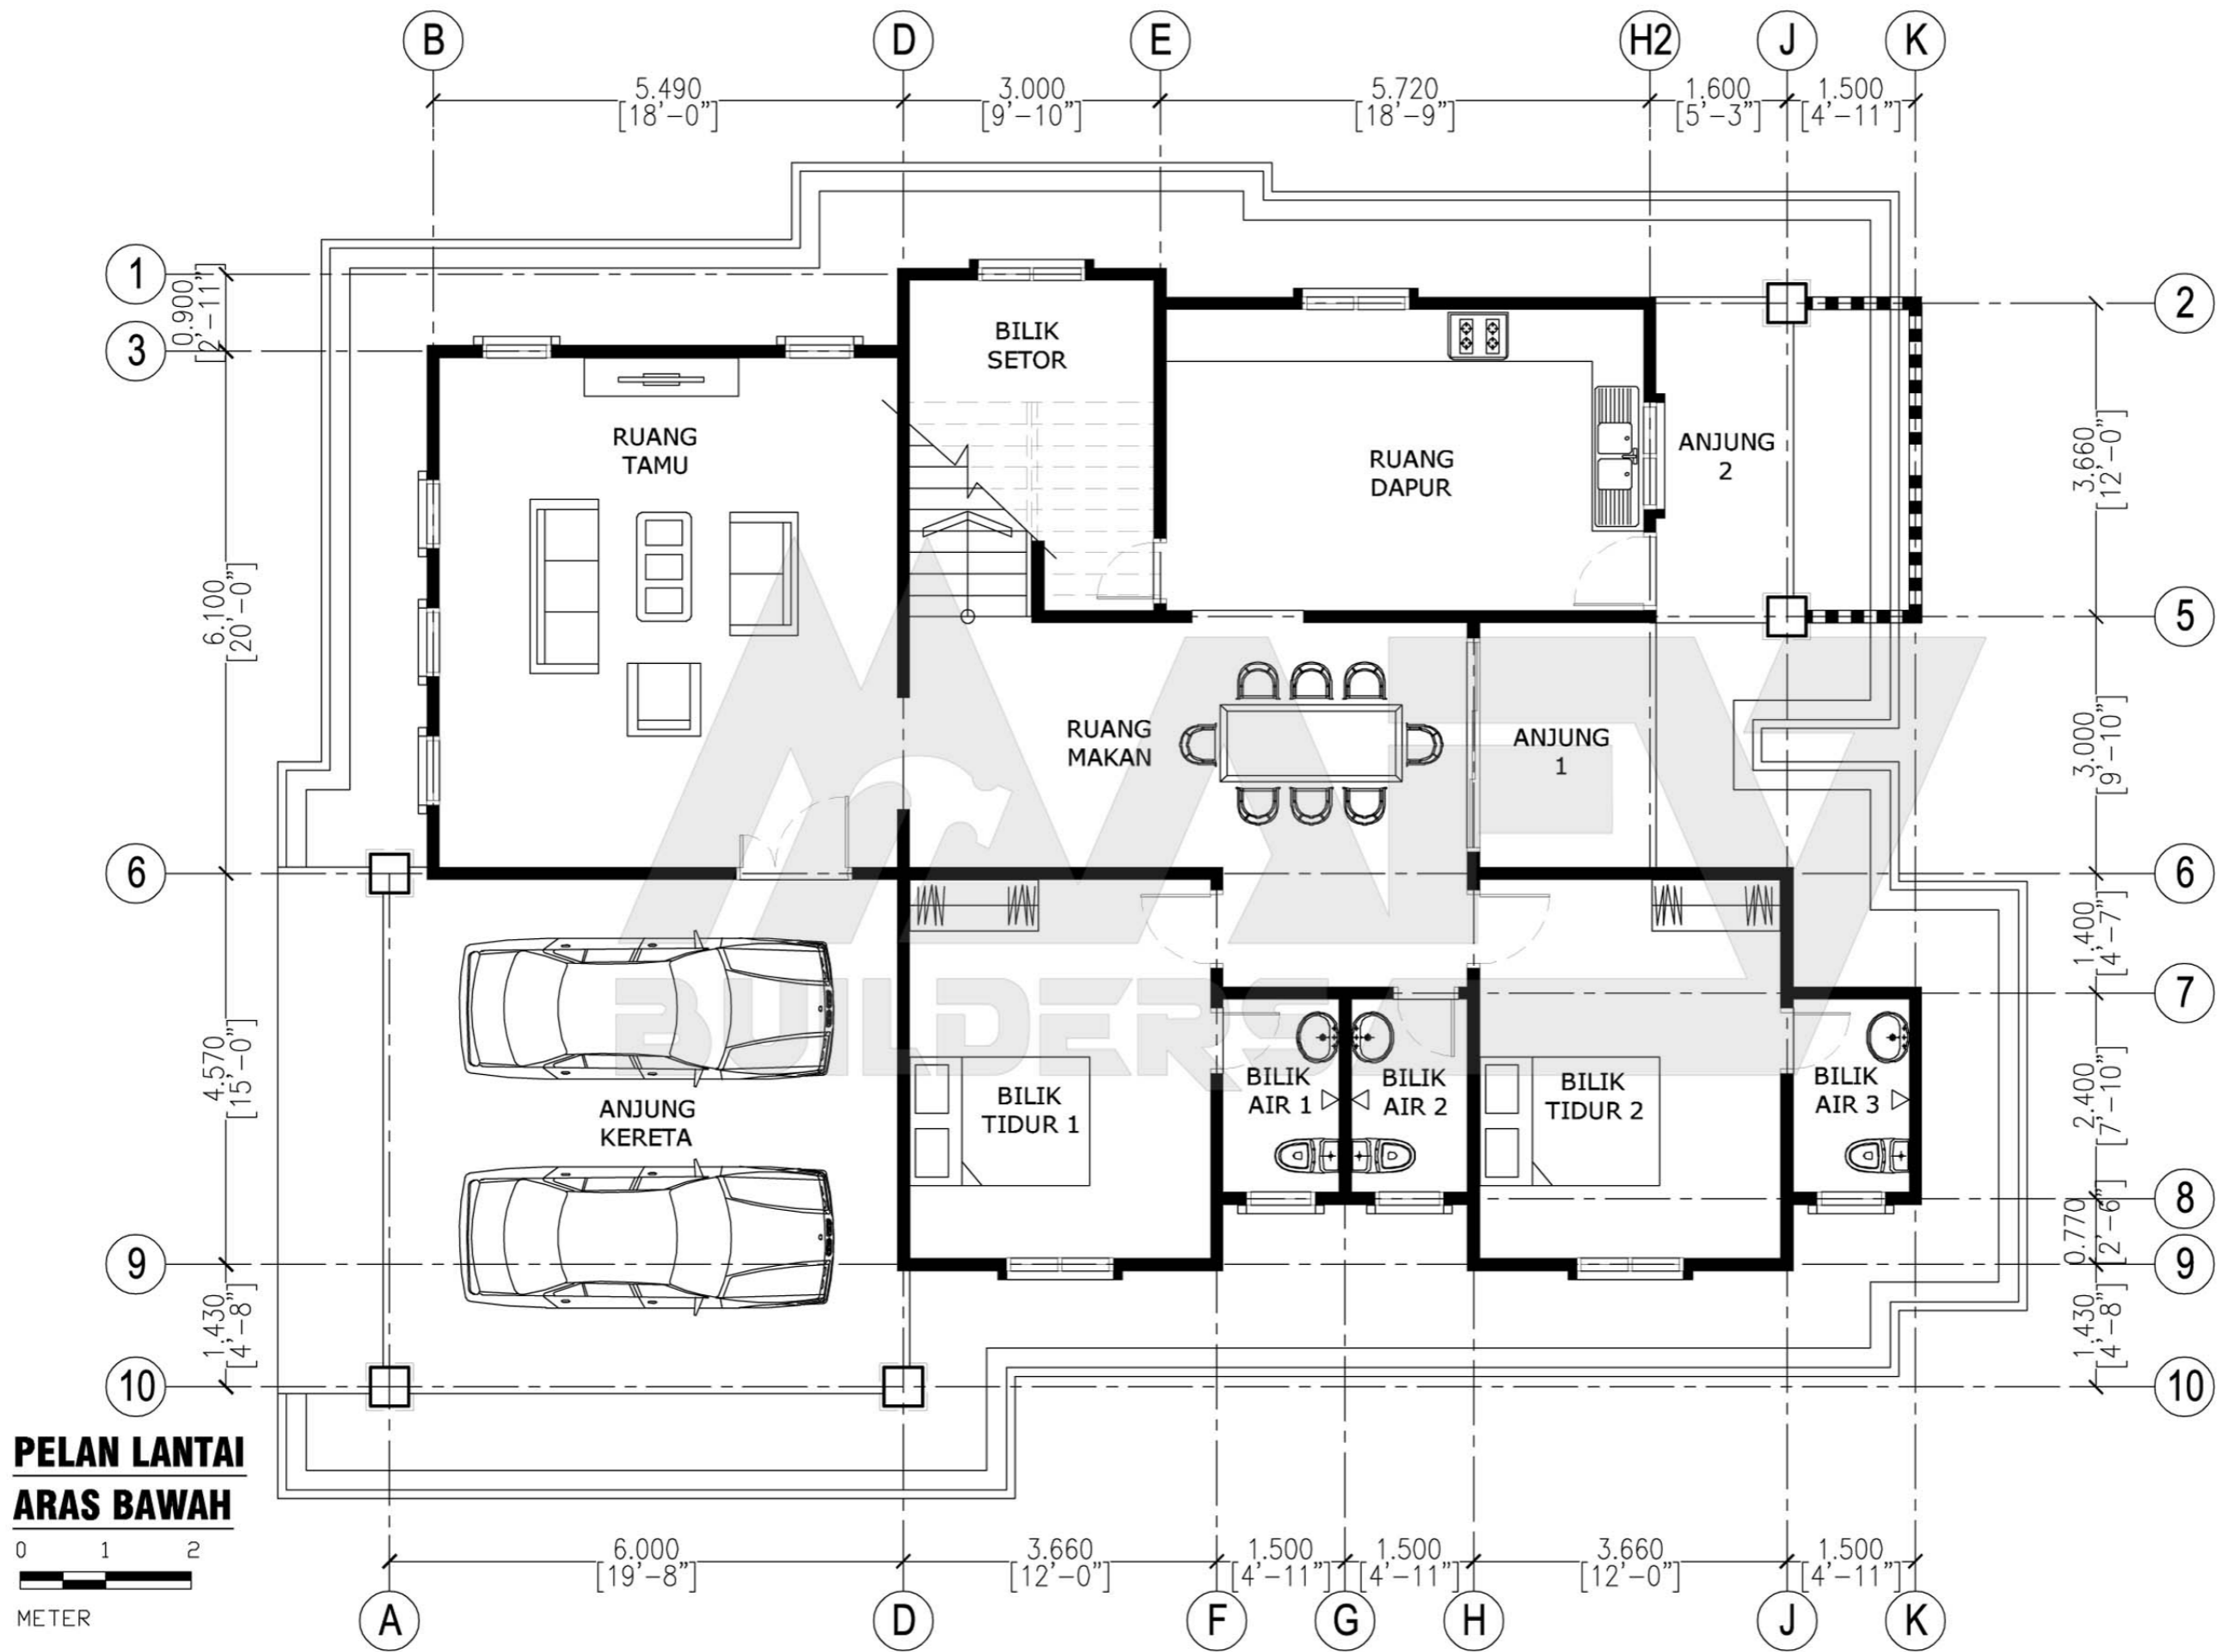 B
D
E
H2
J
K
5.490
[18'-0"]
3.000
[9'-10"]
5.720
[18'-9"]
1.600
[5'-3"]
1.500
[4'-11"]
1
0.900
[2'-11"]
3
2
BILIK
SETOR
RUANG
TAMU
RUANG
DAPUR
ANJUNG
2
3.660
[12'-0"]
6.100
[20'-0"]
5
RUANG
MAKAN
ANJUNG
1
3.000
[9'-10"]
6
6
1.400
[4'-7"]
7
BUILDERS
4.570
[15'-0"]
ANJUNG
KERETA
BILIK
TIDUR 1
BILIK
AIR 1
BILIK
AIR 2
BILIK
TIDUR 2
BILIK
AIR 3
2.400
[7'-10"]
8
0.770
[2'-6"]
9
9
1.430
[4'-8"]
1.430
[4'-8"]
10
10
PELAN LANTAI
ARAS BAWAH
0 1 2
METER
6.000
[19'-8"]
3.660
[12'-0"]
1.500
[4'-11"]
1.500
[4'-11"]
3.660
[12'-0"]
1.500
[4'-11"]
A
D
F
G
H
J
K